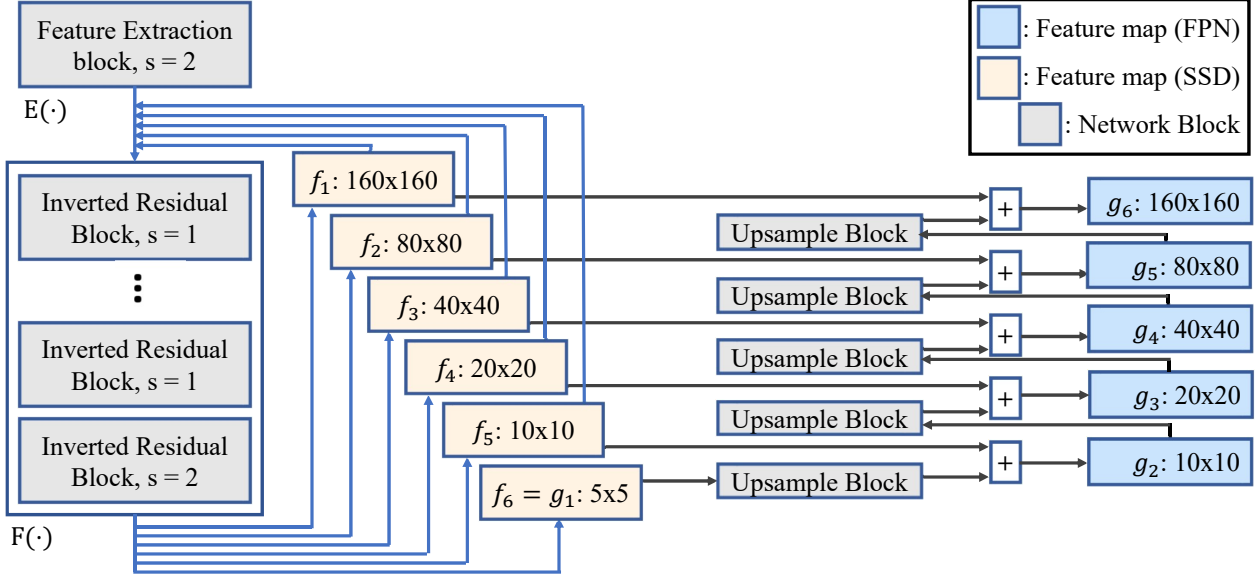 Feature Extraction
block, s = 2
E(·)
Inverted Residual
Block, s = 1
⋮
Inverted Residual
Block, s = 1
Inverted Residual
Block, s = 2
F(·)
f₁: 160x160
f₂: 80x80
f₃: 40x40
f₄: 20x20
f₅: 10x10
f₆ = g₁: 5x5
Upsample Block
Upsample Block
Upsample Block
Upsample Block
Upsample Block
+
+
+
+
+
g₆: 160x160
g₅: 80x80
g₄: 40x40
g₃: 20x20
g₂: 10x10
: Feature map (FPN)
: Feature map (SSD)
: Network Block